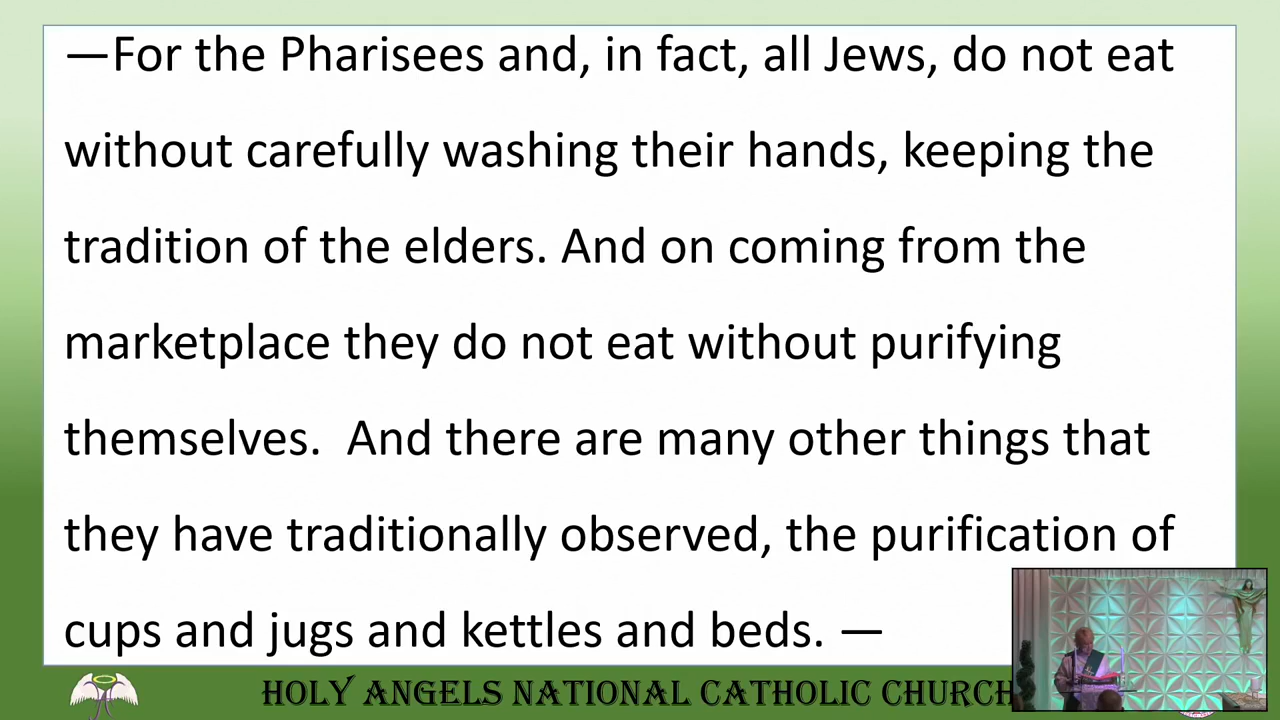 —For the Pharisees and, in fact, all Jews, do not eat
without carefully washing their hands, keeping the
tradition of the elders. And on coming from the
marketplace they do not eat without purifying
themselves.  And there are many other things that
they have traditionally observed, the purification of
cups and jugs and kettles and beds. —
HOLY ANGELS NATIONAL CATHOLIC CHURCH